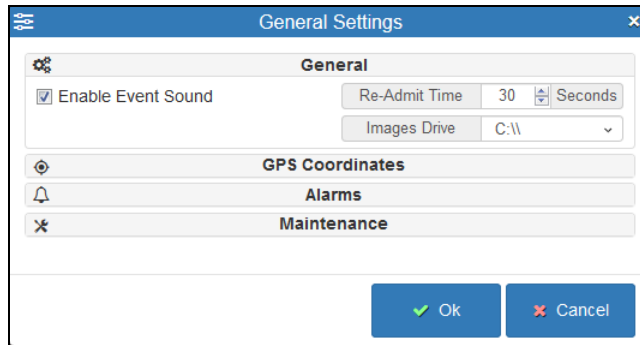 General Settings
General
Enable Event Sound
Re-Admit Time 30 Seconds
Images Drive C:\\
GPS Coordinates
Alarms
Maintenance
Ok Cancel